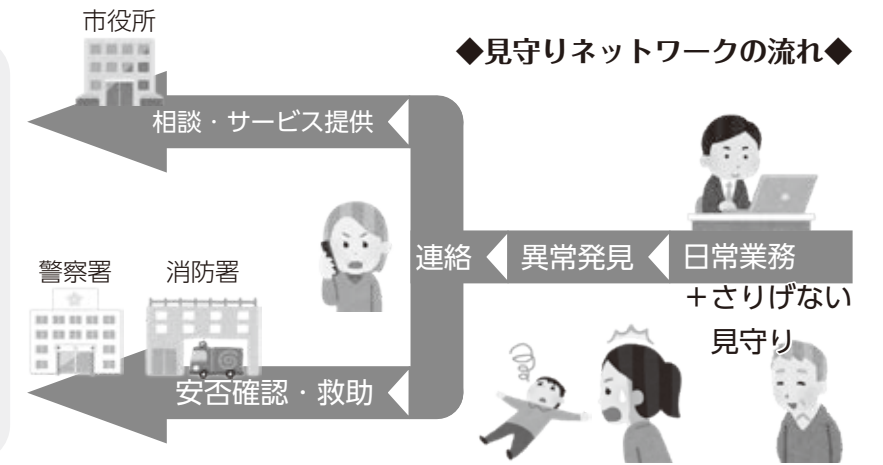 ◆見守りネットワークの流れ◆
市役所
相談・サービス提供
警察署
消防署
安否確認・救助
連絡
異常発見
日常業務
＋さりげない
見守り